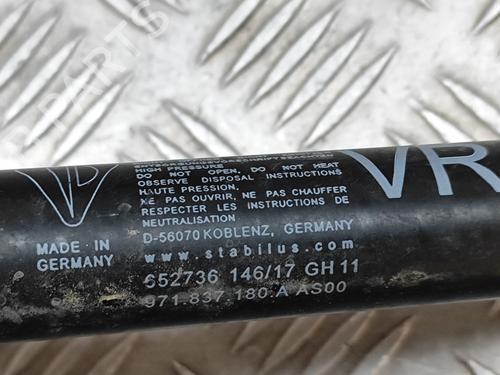 HIGH PRESSURE
DO NOT OPEN, DO NOT HEAT
OBSERVE DISPOSAL INSTRUCTIONS
HAUTE PRESSION,
NE PAS OUVRIR, NE PAS CHAUFFER
RESPECTER LES INSTRUCTIONS DE
NEUTRALISATION
D-56070 KOBLENZ, GERMANY
www.stabilus.com
652736 146/17 GH11
971.837.180.A AS00
MADE · IN
GERMANY
VR